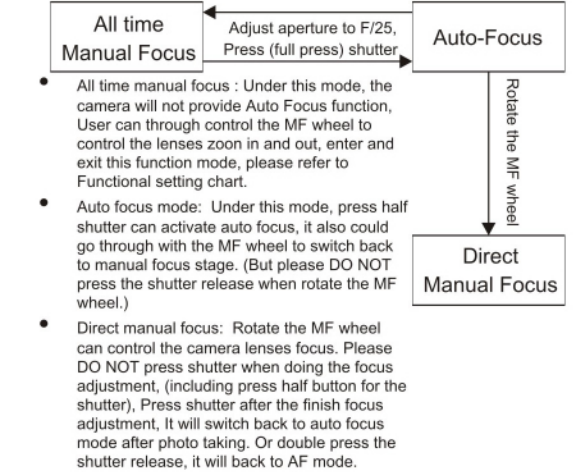 All time
Manual Focus
Adjust aperture to F/25,
Press (full press) shutter
Auto-Focus
Rotate the MF wheel
Direct
Manual Focus
• All time manual focus : Under this mode, the
camera will not provide Auto Focus function,
User can through control the MF wheel to
control the lenses zoon in and out, enter and
exit this function mode, please refer to
Functional setting chart.
• Auto focus mode: Under this mode, press half
shutter can activate auto focus, it also could
go through with the MF wheel to switch back
to manual focus stage. (But please DO NOT
press the shutter release when rotate the MF
wheel.)
• Direct manual focus: Rotate the MF wheel
can control the camera lenses focus. Please
DO NOT press shutter when doing the focus
adjustment, (including press half button for the
shutter), Press shutter after the finish focus
adjustment, It will switch back to auto focus
mode after photo taking. Or double press the
shutter release, it will back to AF mode.